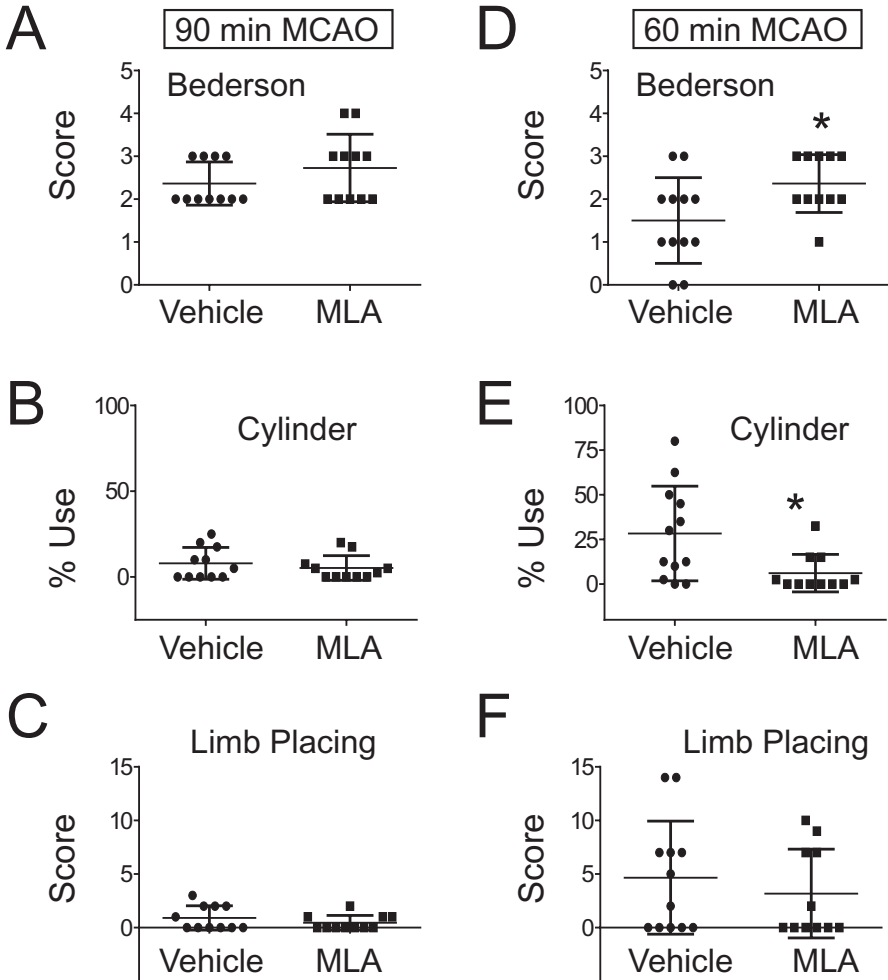 A
90 min MCAO
Bederson
Score
5
4
3
2
1
0
Vehicle MLA
D
60 min MCAO
Bederson
*
Score
5
4
3
2
1
0
Vehicle MLA
B
Cylinder
% Use
100
50
0
Vehicle MLA
E
Cylinder
*
% Use
100
75
50
25
0
Vehicle MLA
C
Limb Placing
Score
15
10
5
0
Vehicle MLA
F
Limb Placing
Score
15
10
5
0
Vehicle MLA